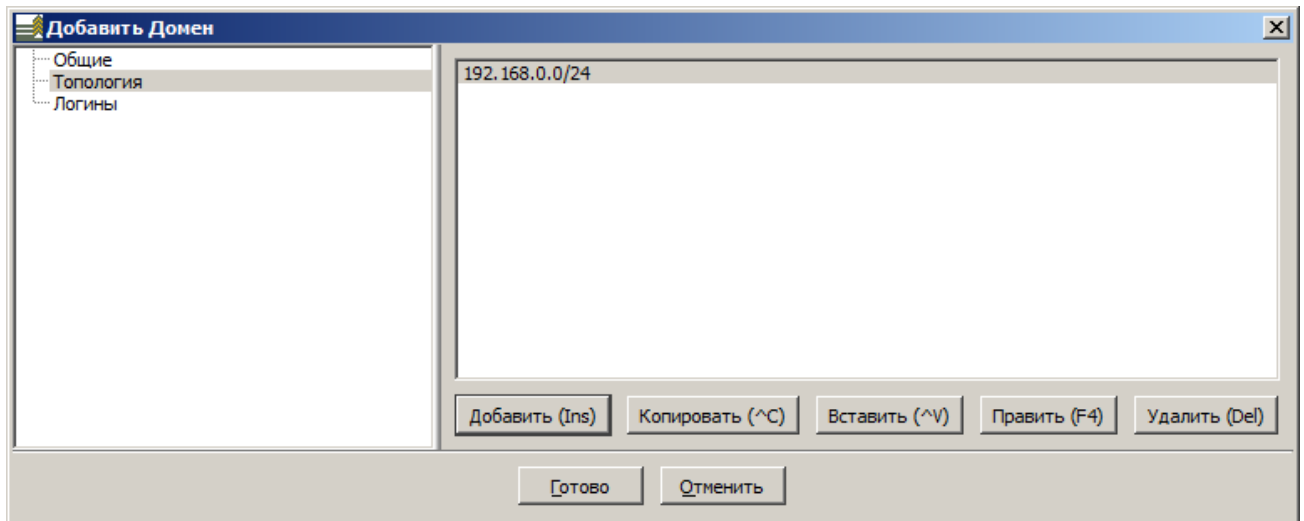 Добавить Домен
Общие
Топология
Логины
192.168.0.0/24
Добавить (Ins) Копировать (^C) Вставить (^V) Править (F4) Удалить (Del)
Готово Отменить